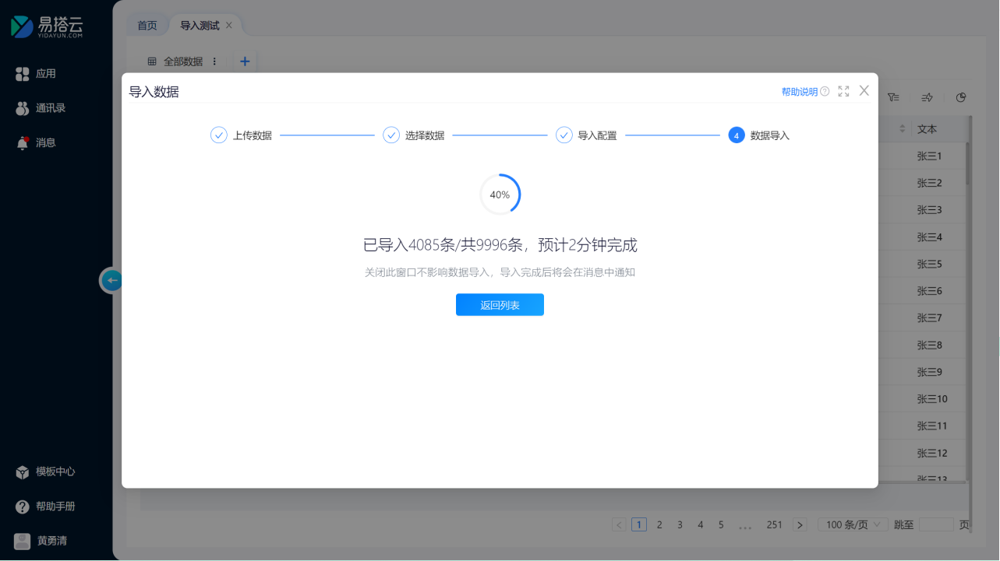 易搭云
YIDAYUN.COM
应用
通讯录
消息
模板中心
帮助手册
黄勇清
首页
导入测试
全部数据
导入数据
帮助说明
上传数据
选择数据
导入配置
4 数据导入
40%
已导入4085条/共9996条，预计2分钟完成
关闭此窗口不影响数据导入，导入完成后将会在消息中通知
返回列表
文本
张三1
张三2
张三3
张三4
张三5
张三6
张三7
张三8
张三9
张三10
张三11
张三12
张三13
1 2 3 4 5 ... 251 100 条/页 跳至 页